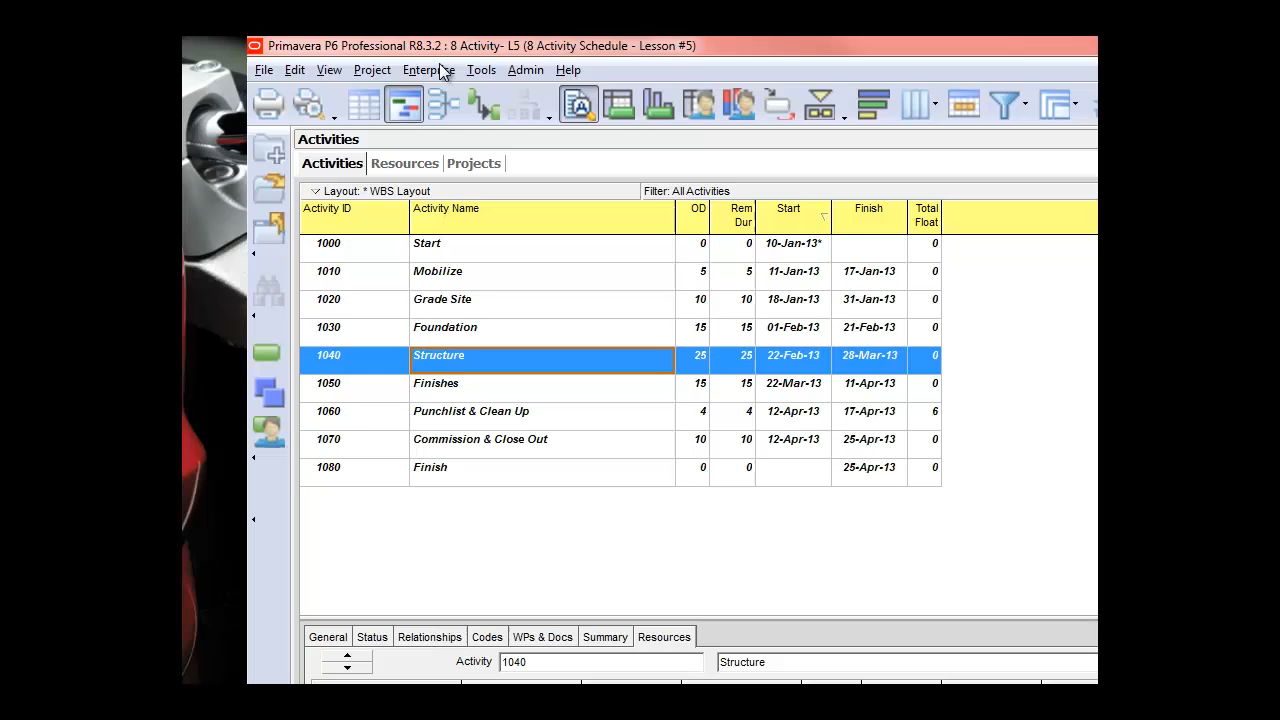 Primavera P6 Professional R8.3.2 : 8 Activity- L5 (8 Activity Schedule - Lesson #5)
File Edit View Project Enterprise Tools Admin Help
Activities
Activities Resources Projects
Layout: * WBS Layout Filter: All Activities
Activity ID Activity Name OD Rem Dur Start Finish Total Float
1000 Start 0 0 10-Jan-13* 0
1010 Mobilize 5 5 11-Jan-13 17-Jan-13 0
1020 Grade Site 10 10 18-Jan-13 31-Jan-13 0
1030 Foundation 15 15 01-Feb-13 21-Feb-13 0
1040 Structure 25 25 22-Feb-13 28-Mar-13 0
1050 Finishes 15 15 22-Mar-13 11-Apr-13 0
1060 Punchlist & Clean Up 4 4 12-Apr-13 17-Apr-13 6
1070 Commission & Close Out 10 10 12-Apr-13 25-Apr-13 0
1080 Finish 0 0 25-Apr-13 0
General Status Relationships Codes WPs & Docs Summary Resources
Activity 1040 Structure